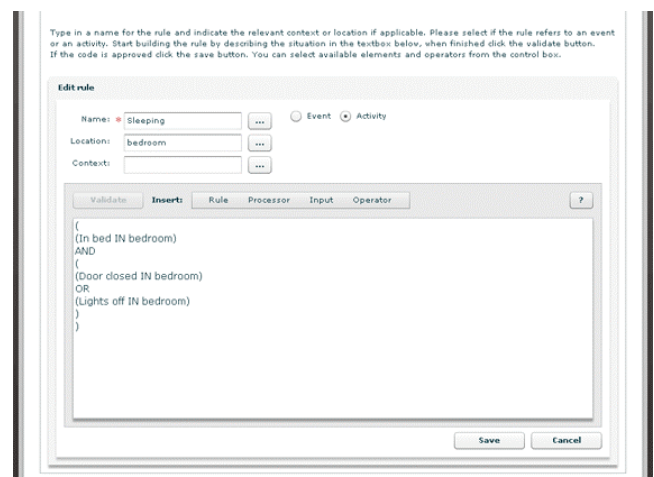 Type in a name for the rule and indicate the relevant context or location if applicable. Please select if the rule refers to an event
or an activity. Start building the rule by describing the situation in the textbox below, when finished click the validate button.
If the code is approved click the save button. You can select available elements and operators from the control box.
Edit rule
Name: * Sleeping ... Event Activity
Location: bedroom ...
Context: ...
Validate Insert: Rule Processor Input Operator ?
(
(In bed IN bedroom)
AND
(
(Door closed IN bedroom)
OR
(Lights off IN bedroom)
)
)
Save Cancel